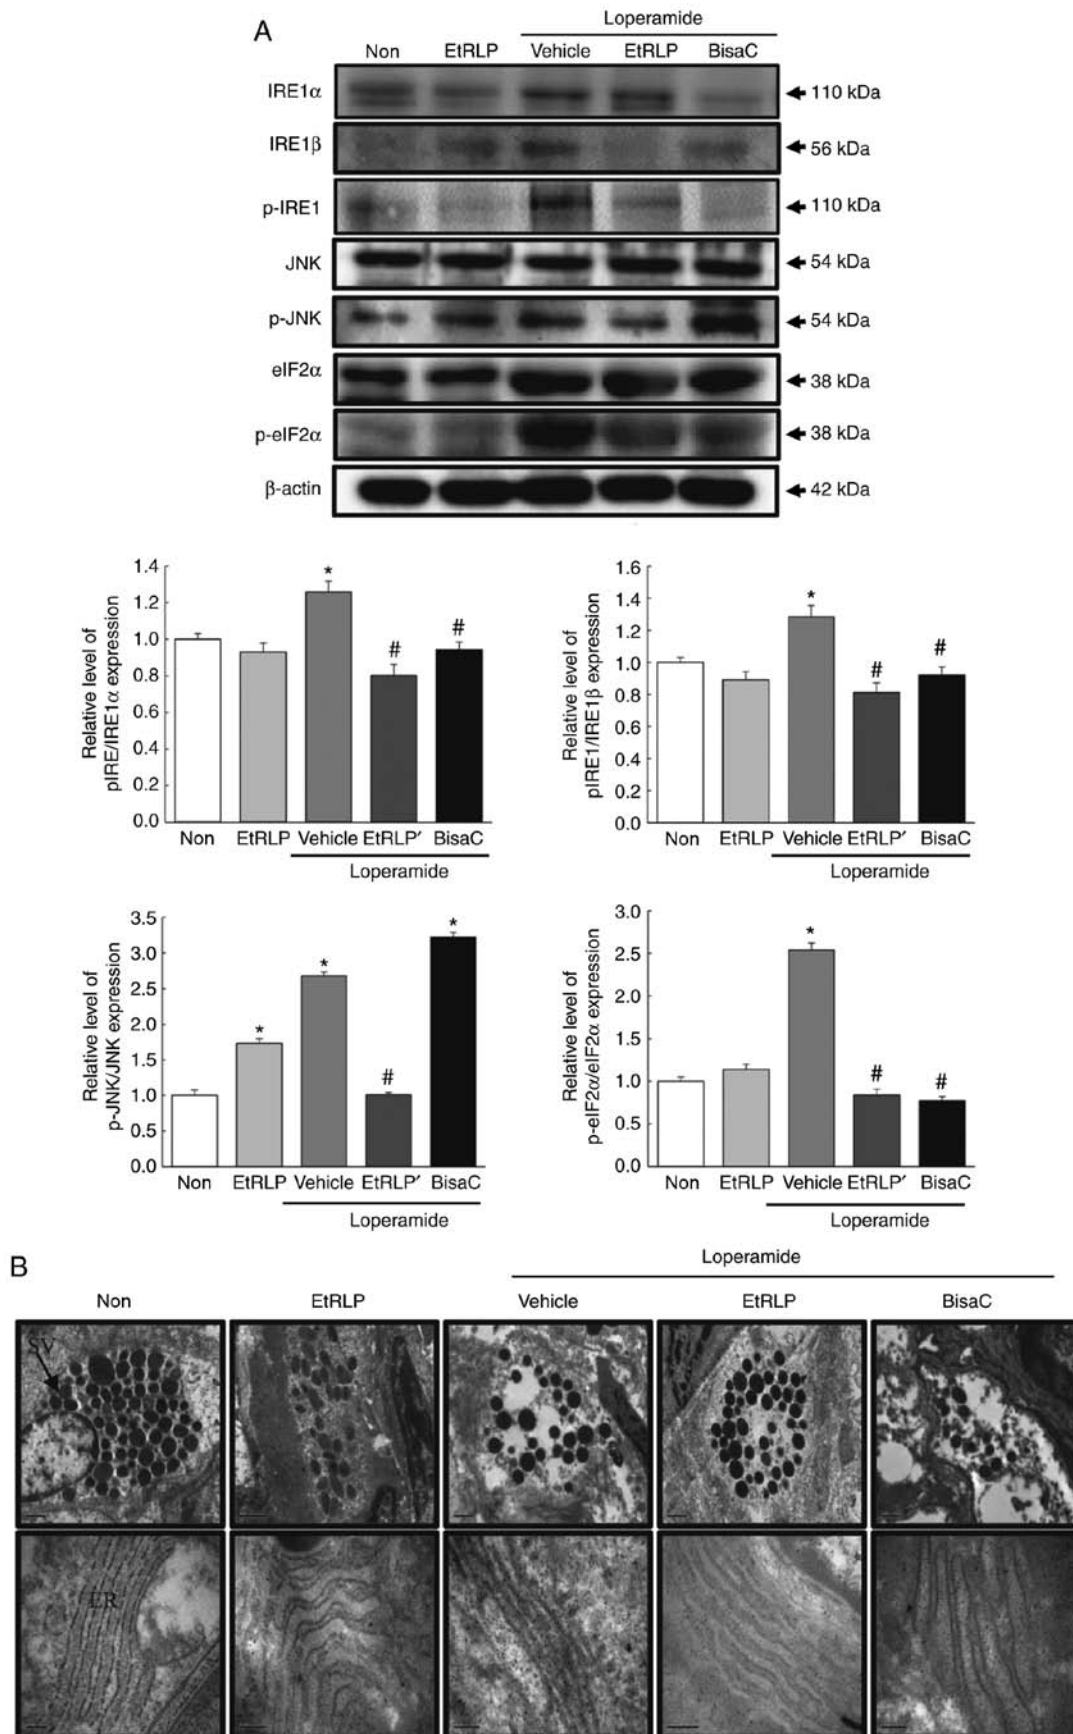 A
Loperamide
Non EtRLP Vehicle EtRLP BisaC
IRE1α 110 kDa
IRE1β 56 kDa
p-IRE1 110 kDa
JNK 54 kDa
p-JNK 54 kDa
eIF2α 38 kDa
p-eIF2α 38 kDa
β-actin 42 kDa
Relative level of
pIRE/IRE1α expression
1.4
1.2
1.0
0.8
0.6
0.4
0.2
0.0
* # #
Non EtRLP Vehicle EtRLP′ BisaC
Loperamide
Relative level of
pIRE1/IRE1β expression
1.6
1.4
1.2
1.0
0.8
0.6
0.4
0.2
0.0
* # #
Non EtRLP Vehicle EtRLP′ BisaC
Loperamide
Relative level of
p-JNK/JNK expression
3.5
3.0
2.5
2.0
1.5
1.0
0.5
0.0
* * # *
Non EtRLP Vehicle EtRLP′ BisaC
Loperamide
Relative level of
p-eIF2α/eIF2α expression
3.0
2.5
2.0
1.5
1.0
0.5
0.0
* # #
Non EtRLP Vehicle EtRLP′ BisaC
Loperamide
B
Loperamide
Non EtRLP Vehicle EtRLP BisaC
SV
ER